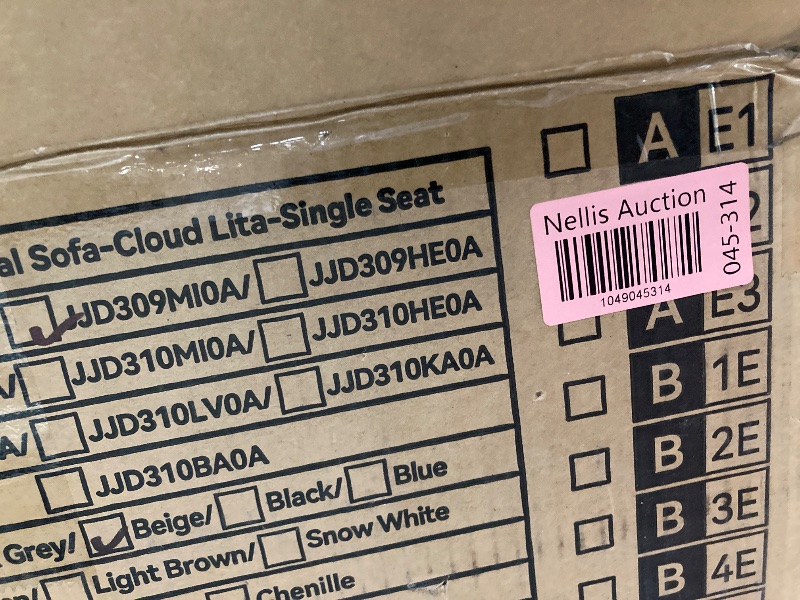 al Sofa-Cloud Lita-Single Seat
JJD309MI0A/ JJD309HE0A
JJD310MI0A/ JJD310HE0A
A/ JJD310LV0A/ JJD310KA0A
JJD310BA0A
Grey/ Beige/ Black/ Blue
Light Brown/ Snow White
Chenille
A E1
Nellis Auction
1049045314
045-314
2
A E3
B 1E
B 2E
B 3E
B 4E